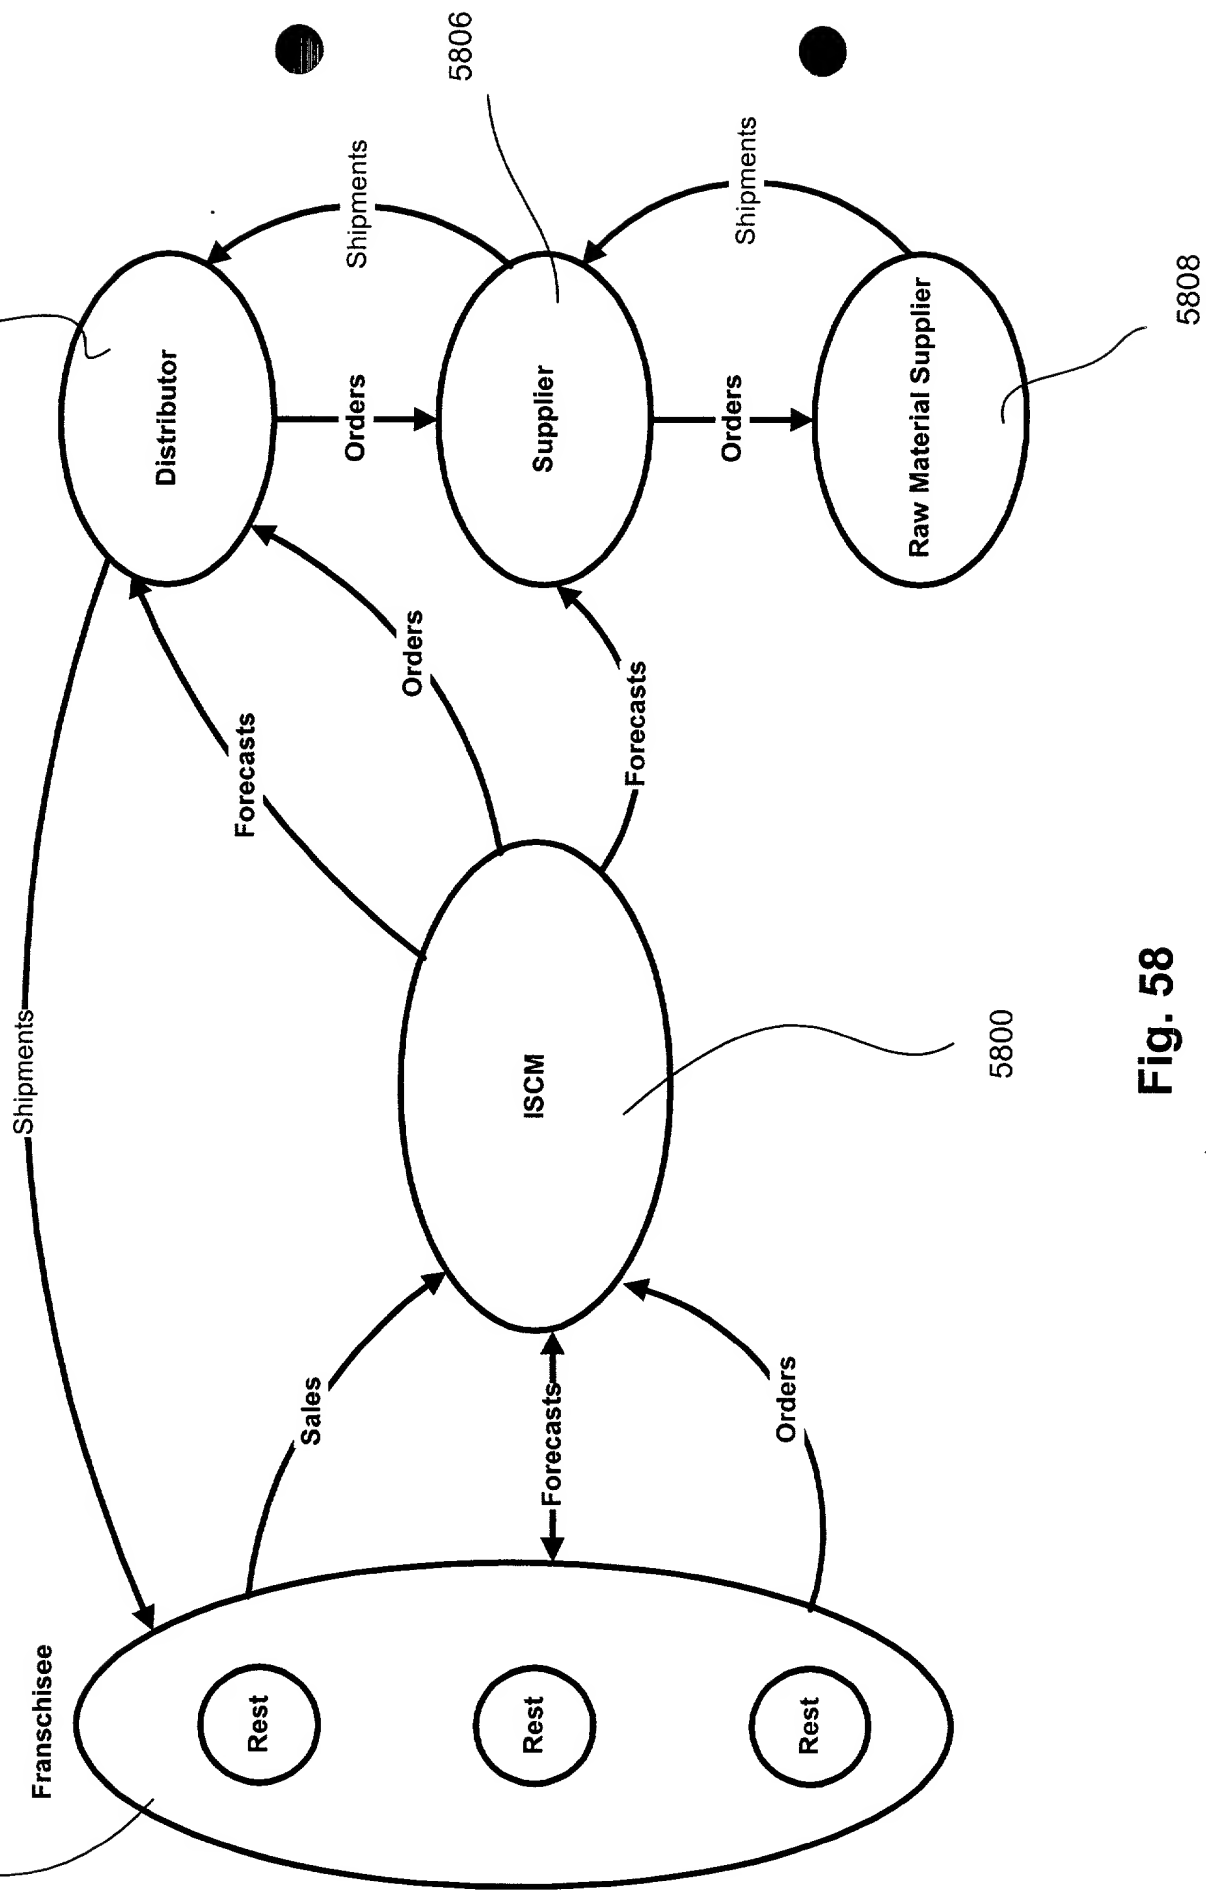 Franschisee
Rest
Rest
Rest
Shipments
Sales
Forecasts
Orders
ISCM
5800
Forecasts
Orders
Forecasts
Distributor
Orders
Shipments
Supplier
5806
Orders
Shipments
Raw Material Supplier
5808
Fig. 58